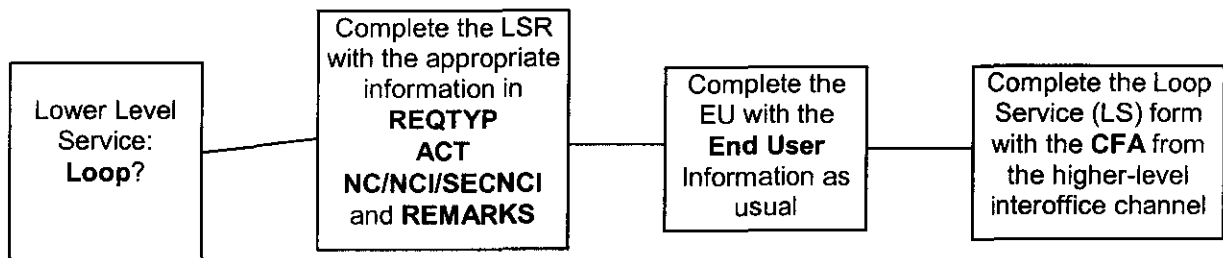 Lower Level
Service:
Loop?
Complete the LSR
with the appropriate
information in
REQTYP
ACT
NC/NCI/SECNCI
and REMARKS
Complete the
EU with the
End User
Information as
usual
Complete the Loop
Service (LS) form
with the CFA from
the higher-level
interoffice channel